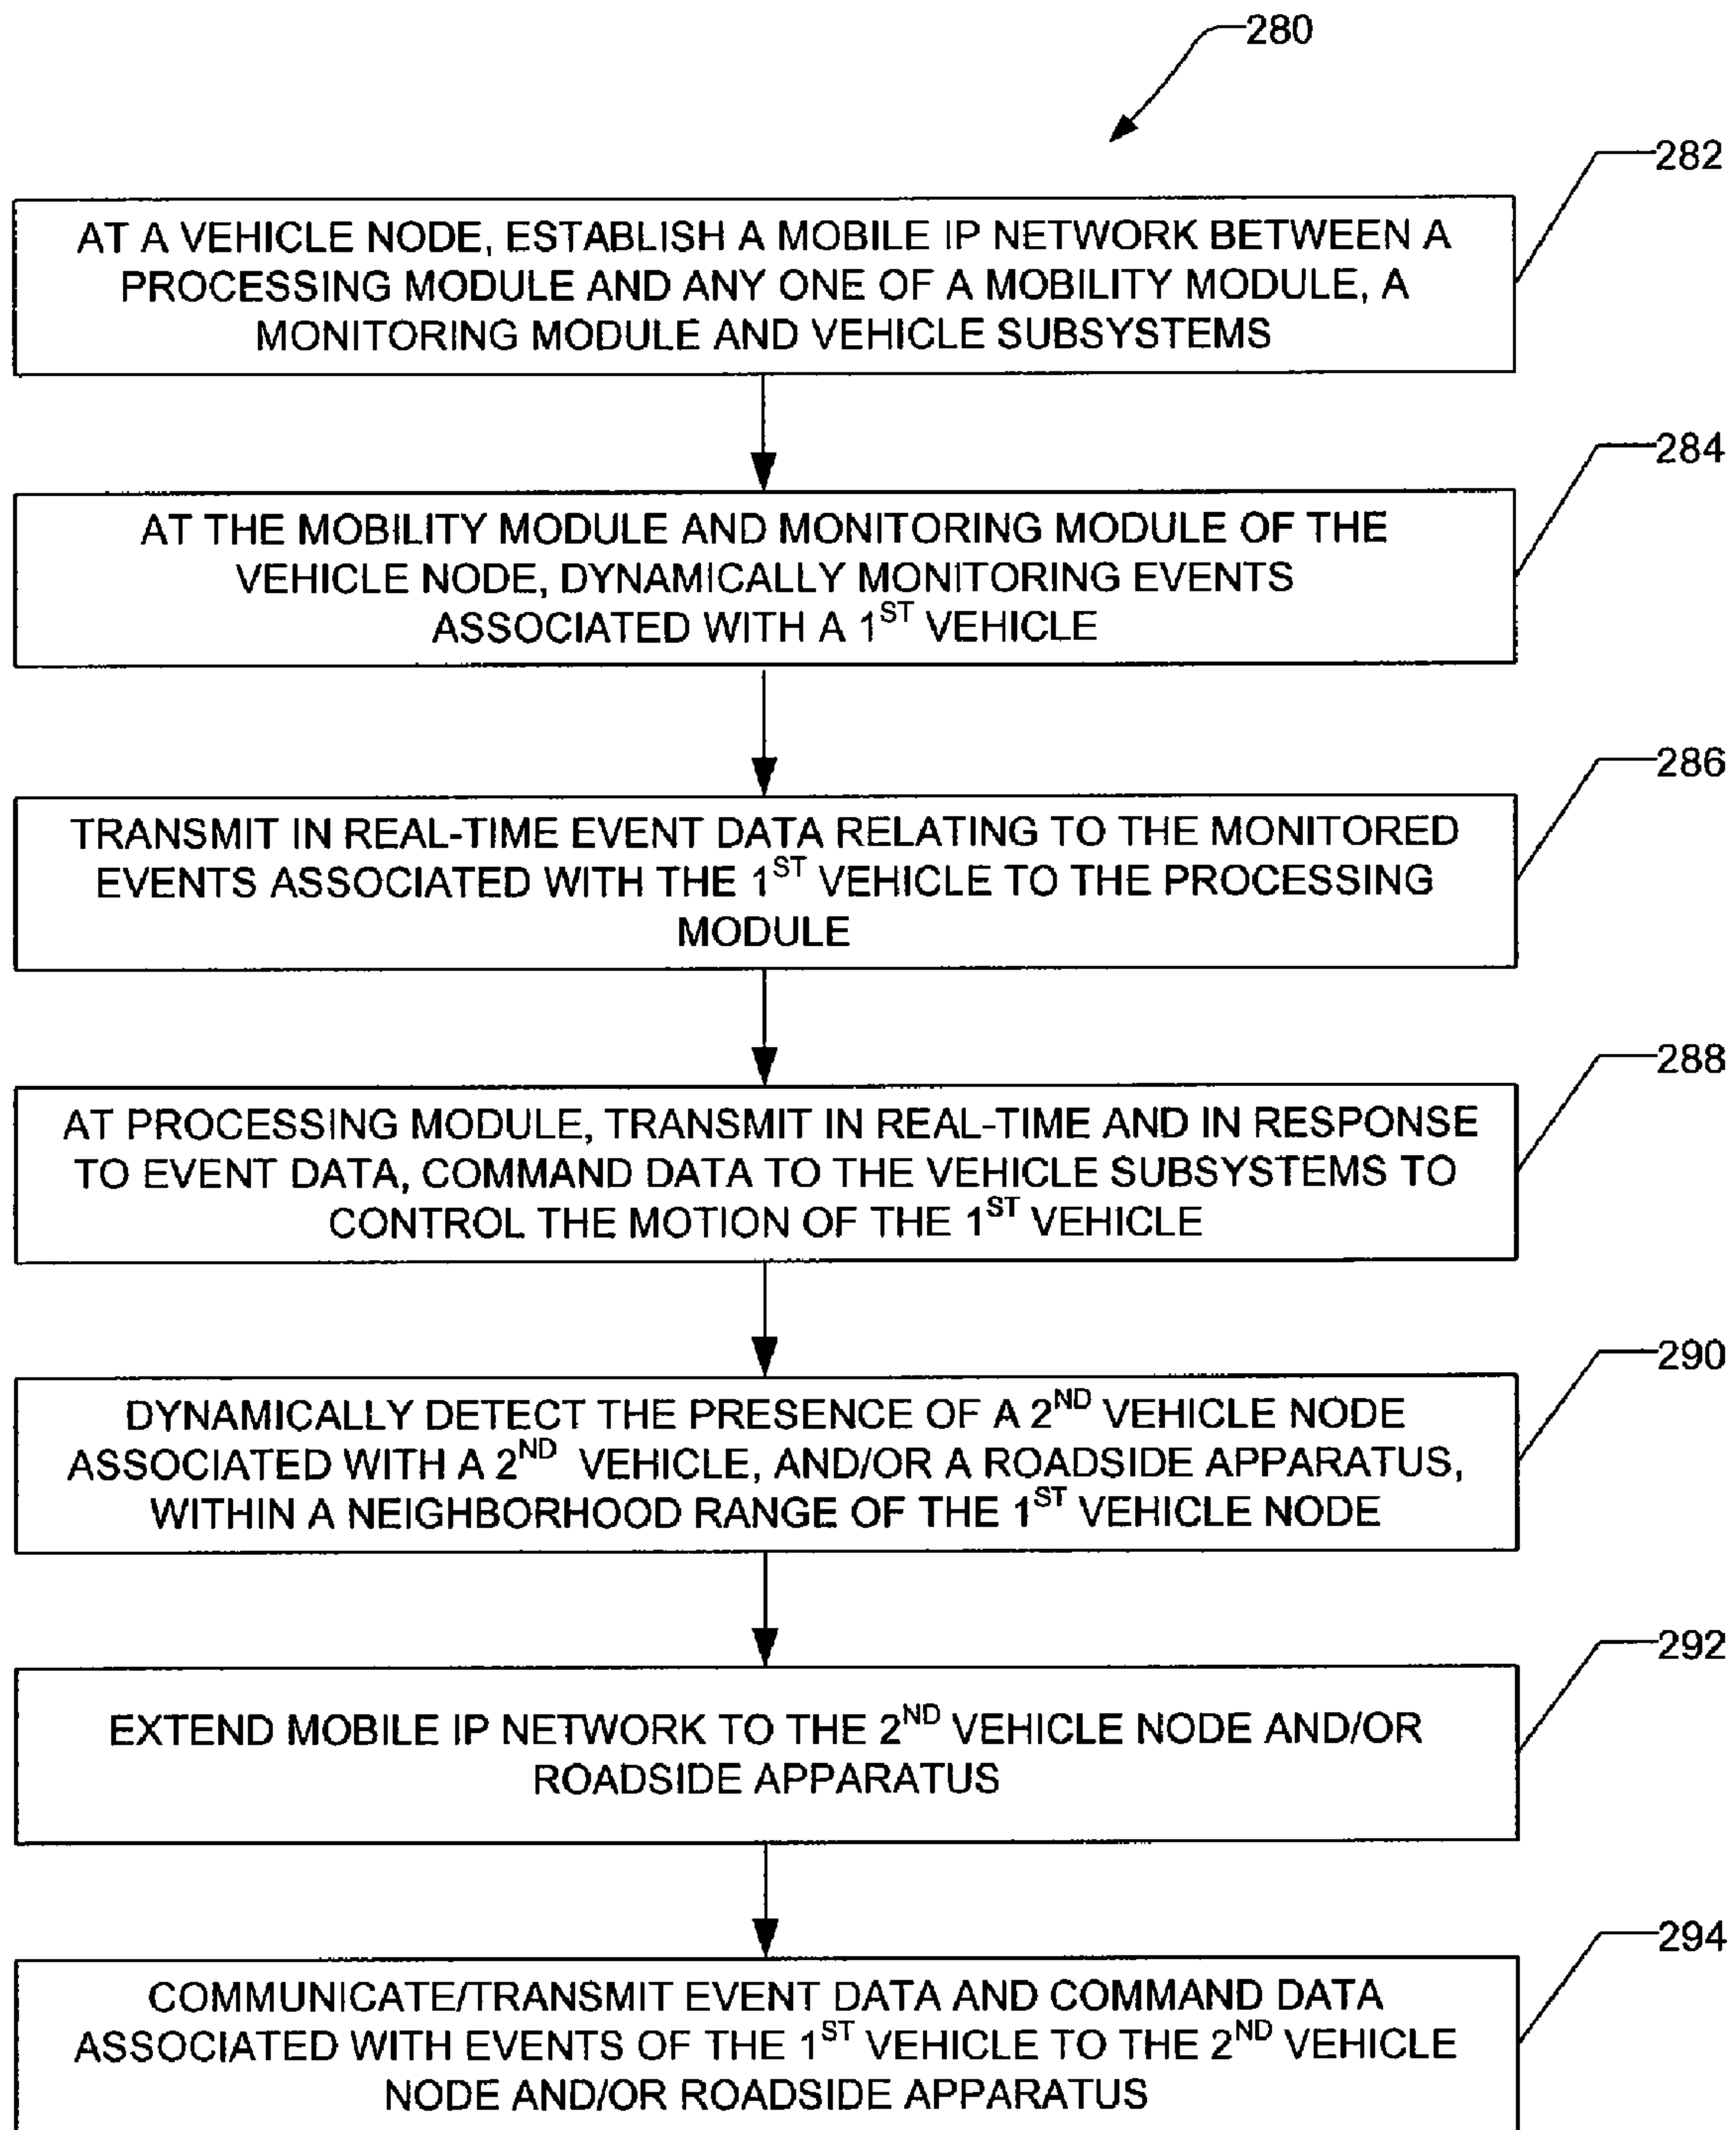 280
282
AT A VEHICLE NODE, ESTABLISH A MOBILE IP NETWORK BETWEEN A
PROCESSING MODULE AND ANY ONE OF A MOBILITY MODULE, A
MONITORING MODULE AND VEHICLE SUBSYSTEMS
284
AT THE MOBILITY MODULE AND MONITORING MODULE OF THE
VEHICLE NODE, DYNAMICALLY MONITORING EVENTS
ASSOCIATED WITH A 1ST VEHICLE
286
TRANSMIT IN REAL-TIME EVENT DATA RELATING TO THE MONITORED
EVENTS ASSOCIATED WITH THE 1ST VEHICLE TO THE PROCESSING
MODULE
288
AT PROCESSING MODULE, TRANSMIT IN REAL-TIME AND IN RESPONSE
TO EVENT DATA, COMMAND DATA TO THE VEHICLE SUBSYSTEMS TO
CONTROL THE MOTION OF THE 1ST VEHICLE
290
DYNAMICALLY DETECT THE PRESENCE OF A 2ND VEHICLE NODE
ASSOCIATED WITH A 2ND VEHICLE, AND/OR A ROADSIDE APPARATUS,
WITHIN A NEIGHBORHOOD RANGE OF THE 1ST VEHICLE NODE
292
EXTEND MOBILE IP NETWORK TO THE 2ND VEHICLE NODE AND/OR
ROADSIDE APPARATUS
294
COMMUNICATE/TRANSMIT EVENT DATA AND COMMAND DATA
ASSOCIATED WITH EVENTS OF THE 1ST VEHICLE TO THE 2ND VEHICLE
NODE AND/OR ROADSIDE APPARATUS